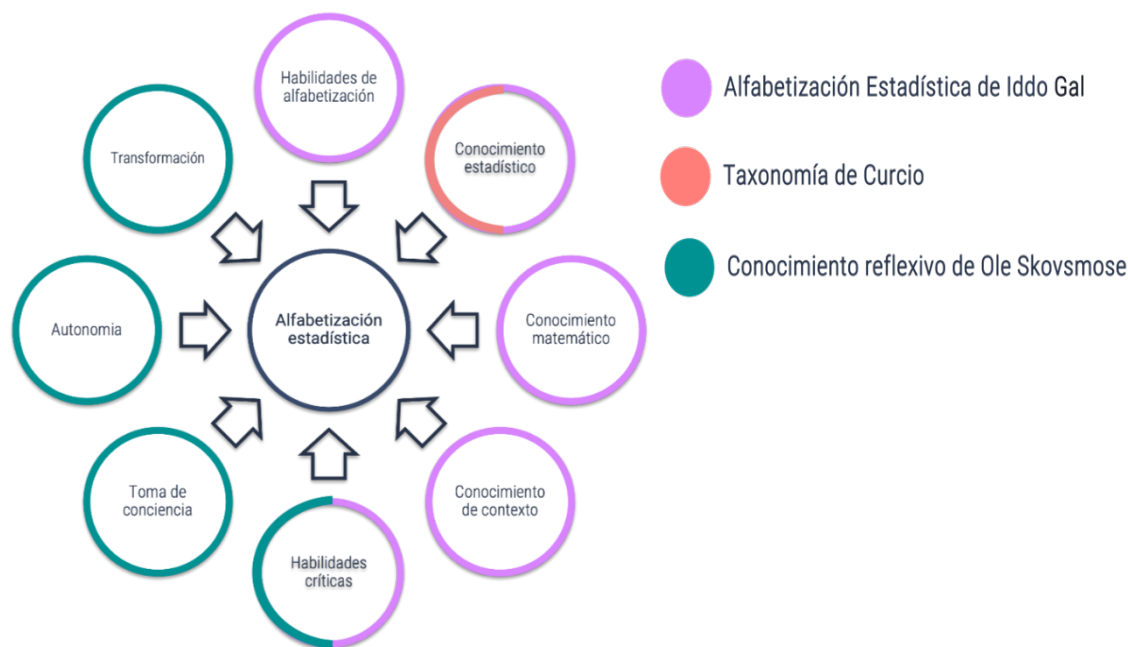 Habilidades de
alfabetización
Conocimiento
estadístico
Conocimiento
matemático
Conocimiento
de contexto
Habilidades
críticas
Toma de
conciencia
Autonomia
Transformación
Alfabetización
estadística
Alfabetización Estadística de Iddo Gal
Taxonomía de Curcio
Conocimiento reflexivo de Ole Skovsmose